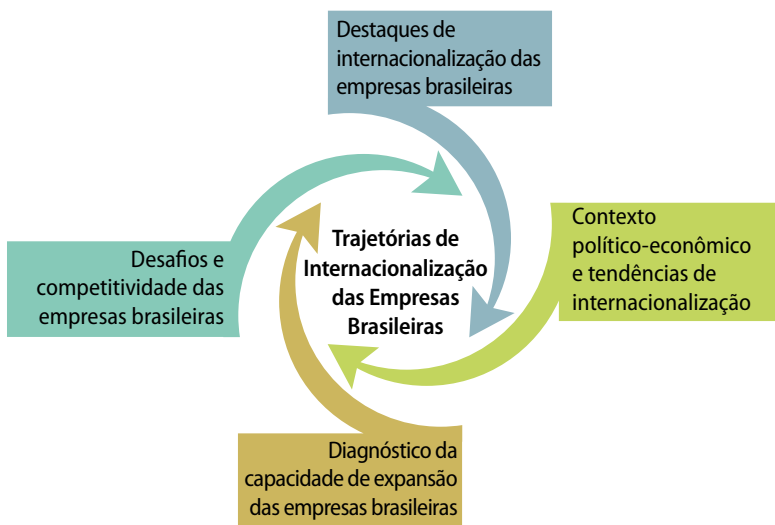 Destaques de
internacionalização das
empresas brasileiras
Contexto
político-econômico
e tendências de
internacionalização
Trajetórias de
Internacionalização
das Empresas
Brasileiras
Desafios e
competitividade das
empresas brasileiras
Diagnóstico da
capacidade de expansão
das empresas brasileiras